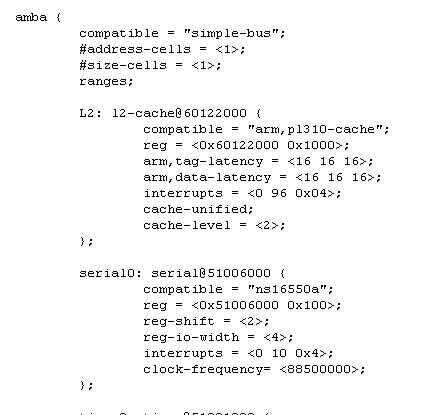 amba {
compatible = "simple-bus";
#address-cells = <1>;
#size-cells = <1>;
ranges;
L2: l2-cache@60122000 {
compatible = "arm,pl310-cache";
reg = <0x60122000 0x1000>;
arm,tag-latency = <16 16 16>;
arm,data-latency = <16 16 16>;
interrupts = <0 96 0x04>;
cache-unified;
cache-level = <2>;
};
serial0: serial@51006000 {
compatible = "ns16550a";
reg = <0x51006000 0x100>;
reg-shift = <2>;
reg-io-width = <4>;
interrupts = <0 10 0x4>;
clock-frequency= <88500000>;
};